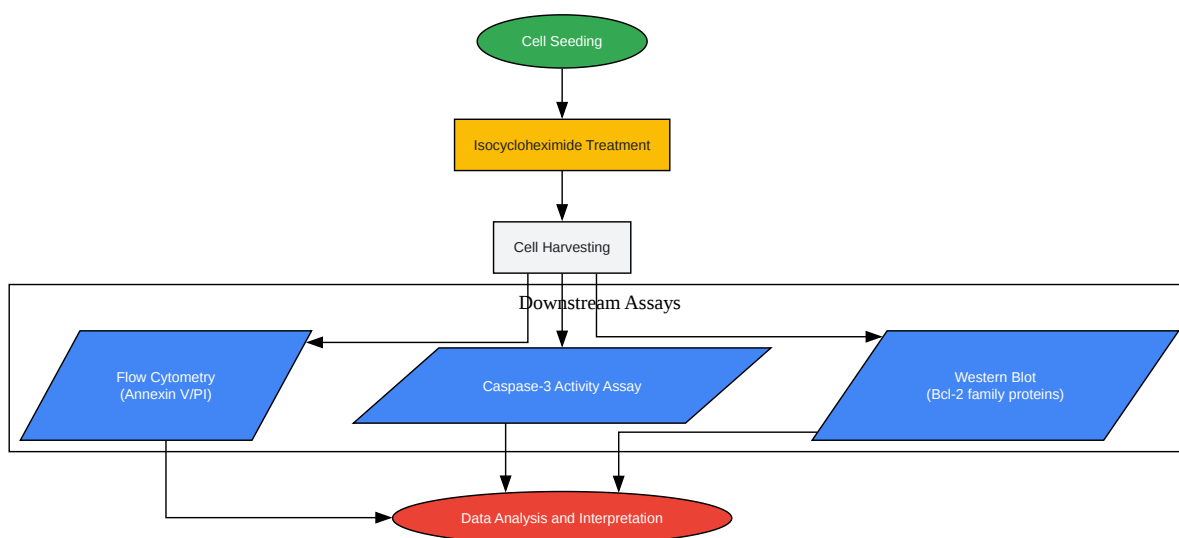 Cell Seeding
Isocycloheximide Treatment
Cell Harvesting
Downstream Assays
Flow Cytometry
(Annexin V/PI)
Caspase-3 Activity Assay
Western Blot
(Bcl-2 family proteins)
Data Analysis and Interpretation